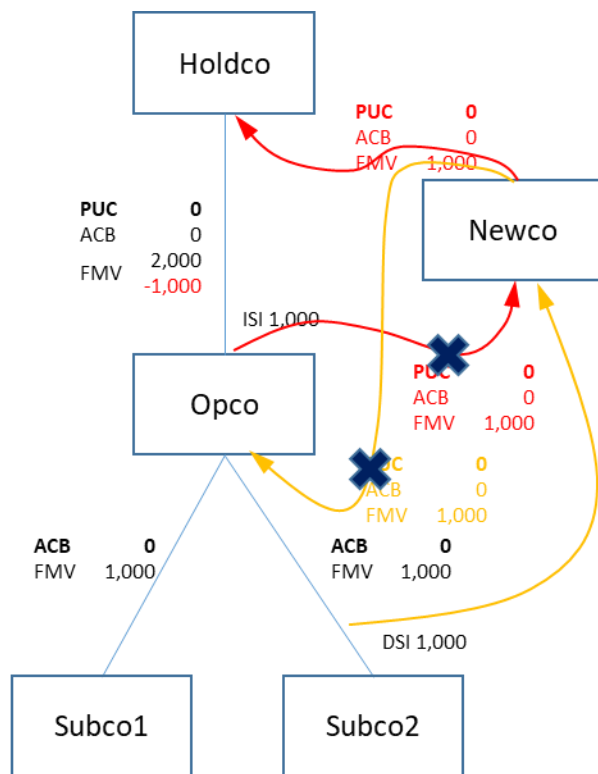 Holdco
PUC 0
ACB 0
FMV 1,000
PUC 0
ACB 0
FMV 2,000
-1,000
Newco
ISI 1,000
PUC 0
ACB 0
FMV 1,000
Opco
PUC 0
ACB 0
FMV 1,000
ACB 0
FMV 1,000
ACB 0
FMV 1,000
DSI 1,000
Subco1
Subco2